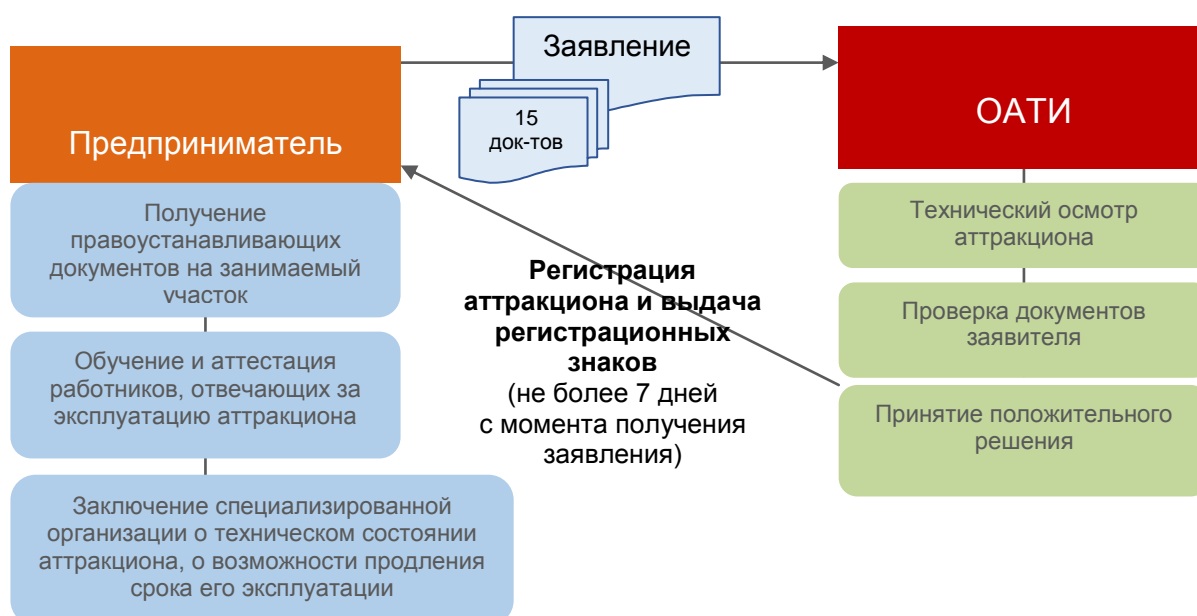 Заявление
15
док-тов
Предприниматель
ОАТИ
Получение
правоустанавливающих
документов на занимаемый
участок
Обучение и аттестация
работников, отвечающих за
эксплуатацию аттракциона
Заключение специализированной
организации о техническом состоянии
аттракциона, о возможности продления
срока его эксплуатации
Регистрация
аттракциона и выдача
регистрационных
знаков
(не более 7 дней
с момента получения
заявления)
Технический осмотр
аттракциона
Проверка документов
заявителя
Принятие положительного
решения